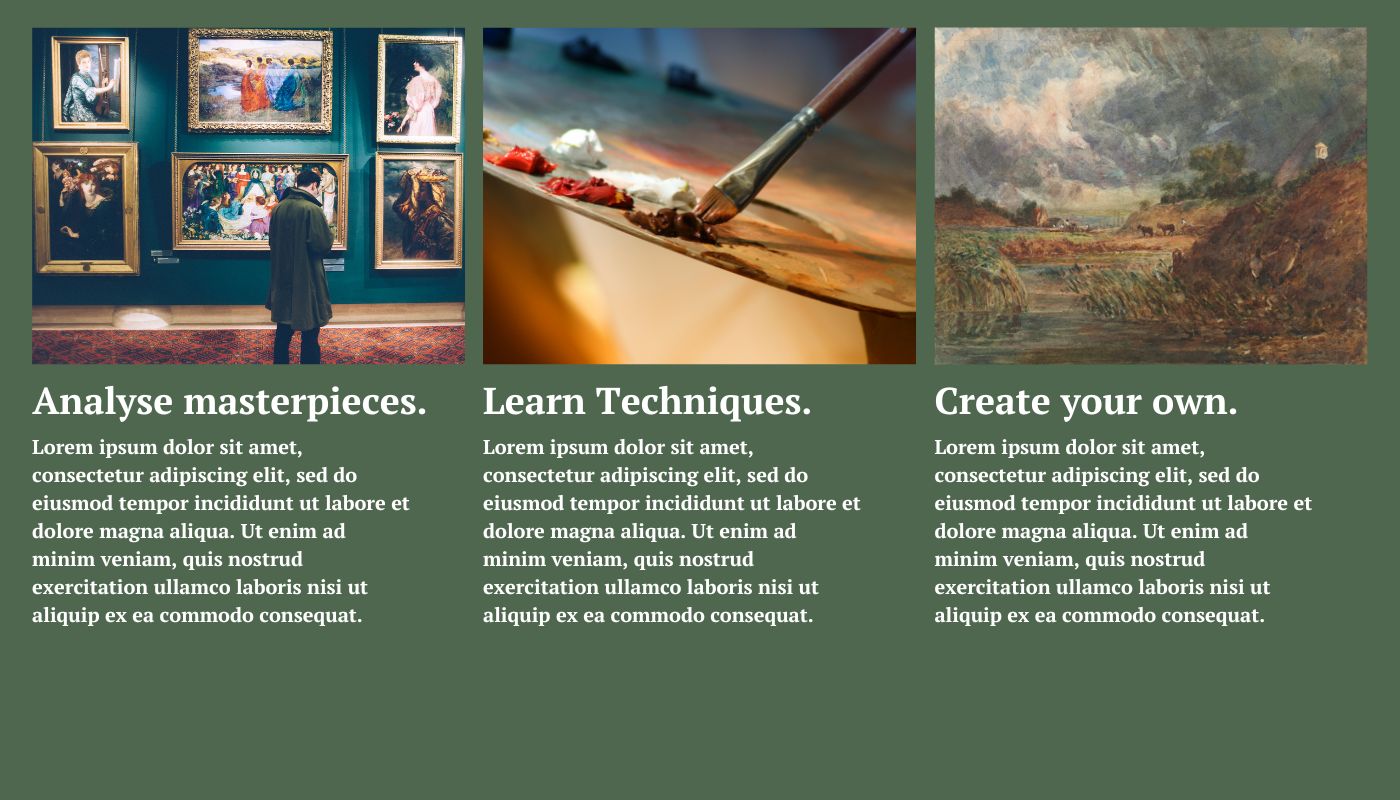 Analyse masterpieces.
Lorem ipsum dolor sit amet,
consectetur adipiscing elit, sed do
eiusmod tempor incididunt ut labore et
dolore magna aliqua. Ut enim ad
minim veniam, quis nostrud
exercitation ullamco laboris nisi ut
aliquip ex ea commodo consequat.
Learn Techniques.
Lorem ipsum dolor sit amet,
consectetur adipiscing elit, sed do
eiusmod tempor incididunt ut labore et
dolore magna aliqua. Ut enim ad
minim veniam, quis nostrud
exercitation ullamco laboris nisi ut
aliquip ex ea commodo consequat.
Create your own.
Lorem ipsum dolor sit amet,
consectetur adipiscing elit, sed do
eiusmod tempor incididunt ut labore et
dolore magna aliqua. Ut enim ad
minim veniam, quis nostrud
exercitation ullamco laboris nisi ut
aliquip ex ea commodo consequat.